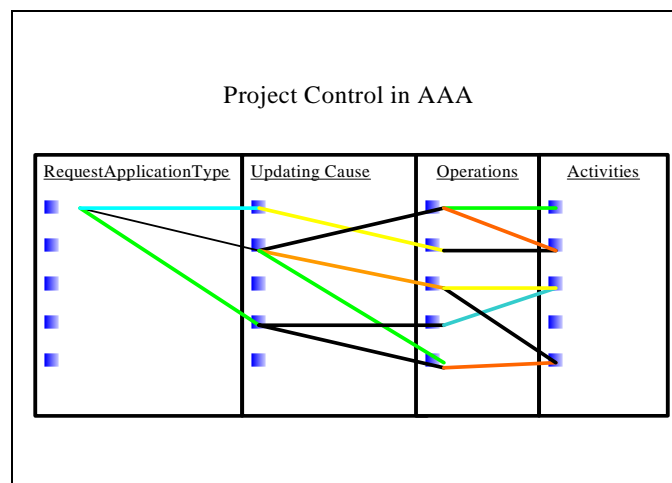 Project Control in AAA
RequestApplicationType Updating Cause Operations Activities